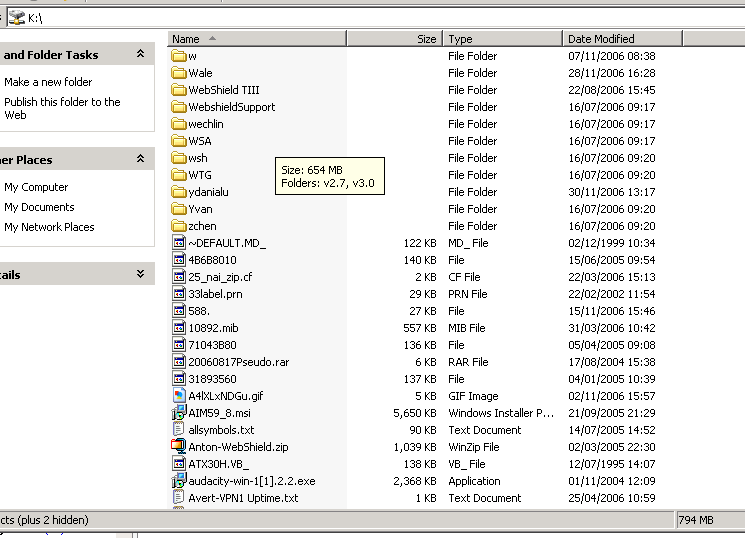 K:\
Name Size Type Date Modified
and Folder Tasks
Make a new folder
Publish this folder to the
Web
Places
My Computer
My Documents
My Network Places
w File Folder 07/11/2006 08:38
Wale File Folder 28/11/2006 16:28
WebShield TIII File Folder 22/08/2006 15:45
WebshieldSupport File Folder 16/07/2006 09:17
wechlin File Folder 16/07/2006 09:17
WSA File Folder 16/07/2006 09:17
wsh File Folder 16/07/2006 09:20
WTG File Folder 16/07/2006 09:20
Size: 654 MB
Folders: v2.7, v3.0
ydanialu File Folder 30/11/2006 13:17
Yvan File Folder 16/07/2006 09:20
zchen File Folder 16/07/2006 09:20
~DEFAULT.MD_ 122 KB MD_ File 02/12/1999 10:34
4B6B8010 140 KB File 15/06/2005 09:54
25_nai_zip.cf 2 KB CF File 22/03/2006 15:13
33label.prn 29 KB PRN File 22/02/2002 11:54
588. 27 KB File 15/11/2006 15:46
10892.mib 557 KB MIB File 31/03/2006 10:42
71043B80 136 KB File 05/04/2005 09:08
20060817Pseudo.rar 6 KB RAR File 17/08/2004 15:38
31893560 137 KB File 04/01/2005 10:39
A4lXLxNDGu.gif 5 KB GIF Image 02/11/2006 15:57
AIM59_8.msi 5,650 KB Windows Installer P... 21/09/2005 21:29
allsymbols.txt 90 KB Text Document 14/07/2005 14:52
Anton-WebShield.zip 1,039 KB WinZip File 02/03/2005 22:30
ATX30H.VB_ 138 KB VB_ File 12/07/1995 14:07
audacity-win-1[1].2.2.exe 2,368 KB Application 01/11/2004 12:09
Avert-VPN1 Uptime.txt 1 KB Text Document 25/04/2006 10:59
(plus 2 hidden) 794 MB